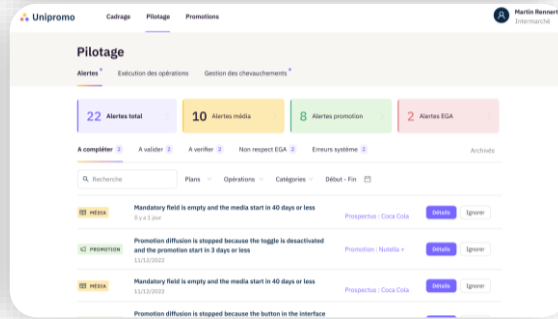 Unipromo
Cadrage
Pilotage
Promotions
Martin Rennert
Intermarché
Pilotage
Alertes
Exécution des opérations
Gestion des chevauchements
22 Alertes total
10 Alertes média
8 Alertes promotion
2 Alertes EGA
A compléter 2
A valider 2
A verifier 2
Non respect EGA 2
Erreurs système 2
Archivés
Recherche
Plans
Opérations
Catégories
Début - Fin
MÉDIA
Mandatory field is empty and the media start in 40 days or less
Il y a 1 jour
Prospectus : Coca Cola
Détails
Ignorer
PROMOTION
Promotion diffusion is stopped because the toggle is desactivated
and the promotion start in 3 days or less
11/12/2022
Promotion : Nutella +
Détails
Ignorer
MÉDIA
Mandatory field is empty and the media start in 40 days or less
11/12/2022
Prospectus : Coca Cola
Détails
Ignorer
Promotion diffusion is stopped because the button in the interface